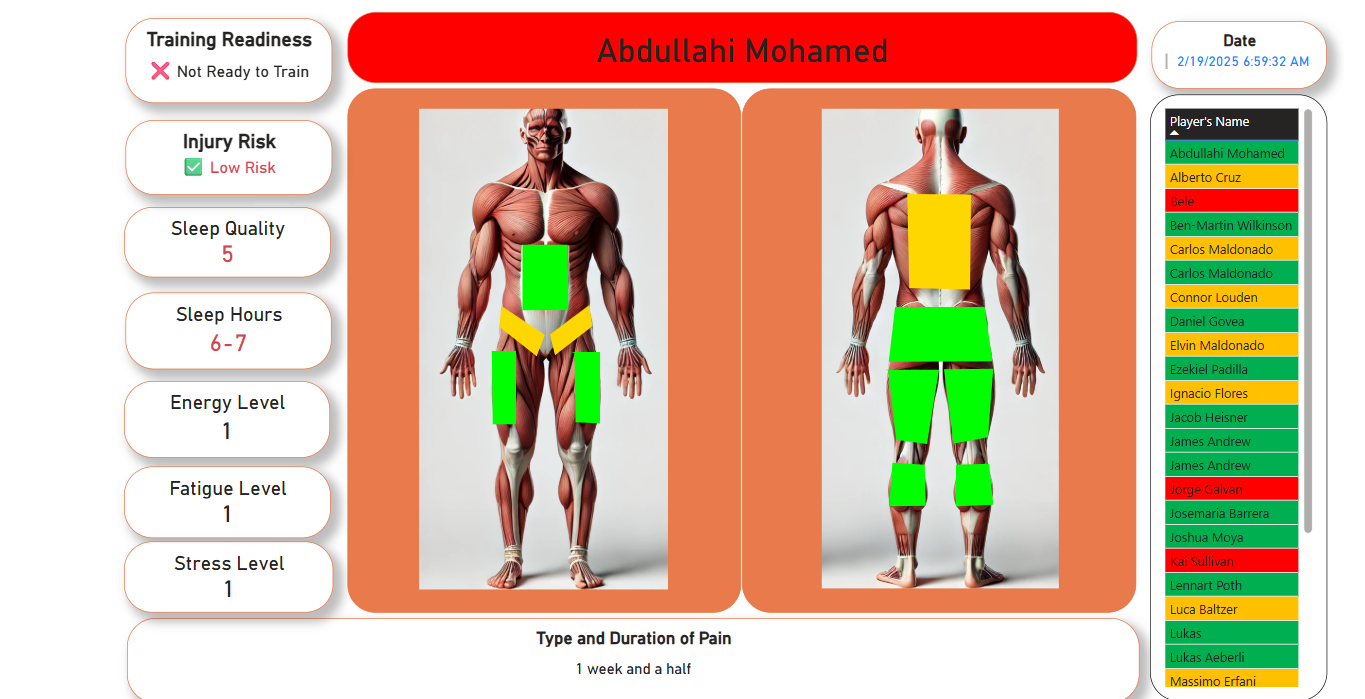 Training Readiness
❌ Not Ready to Train
Injury Risk
✅ Low Risk
Sleep Quality
5
Sleep Hours
6-7
Energy Level
1
Fatigue Level
1
Stress Level
1
Abdullahi Mohamed
Type and Duration of Pain
1 week and a half
Date
2/19/2025 6:59:32 AM
Player's Name
Abdullahi Mohamed
Alberto Cruz
Bele
Ben-Martin Wilkinson
Carlos Maldonado
Carlos Maldonado
Connor Louden
Daniel Govea
Elvin Maldonado
Ezekiel Padilla
Ignacio Flores
Jacob Heisner
James Andrew
James Andrew
Jorge Galvan
Josemaria Barrera
Joshua Moya
Kai Sullivan
Lennart Poth
Luca Baltzer
Lukas
Lukas Aeberli
Massimo Erfani